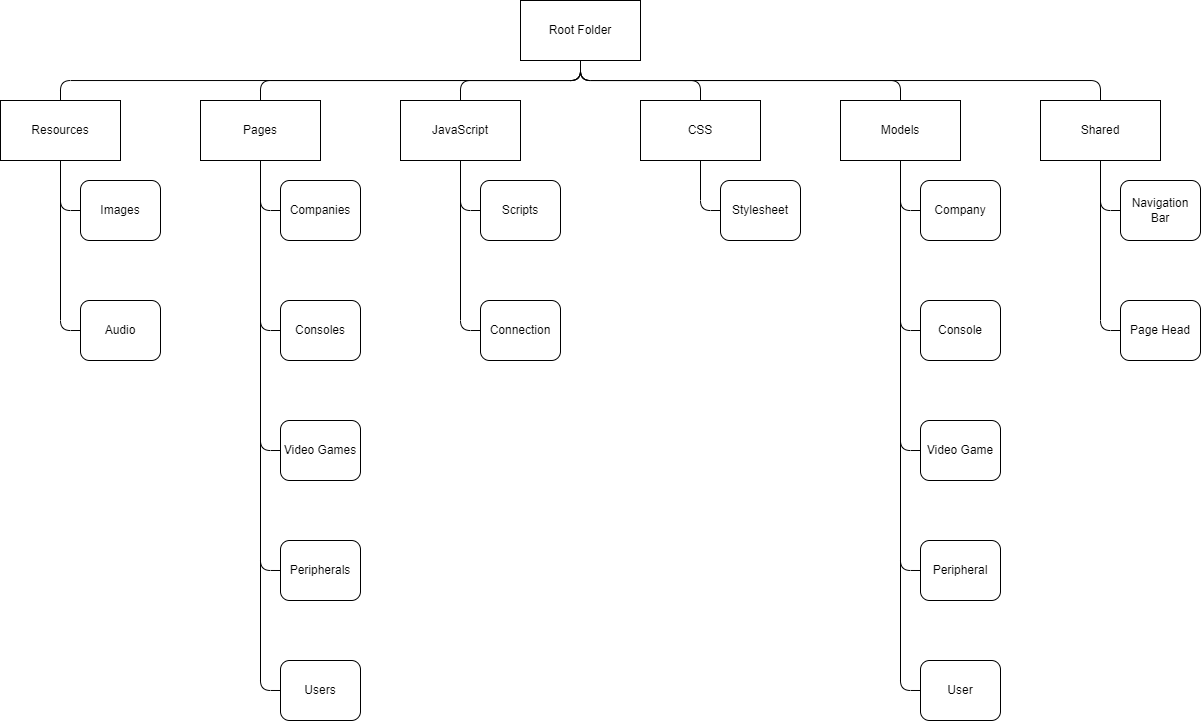 Root Folder
Resources
Pages
JavaScript
CSS
Models
Shared
Images
Companies
Scripts
Stylesheet
Company
Navigation
Bar
Audio
Consoles
Connection
Console
Page Head
Video Games
Video Game
Peripherals
Peripheral
Users
User